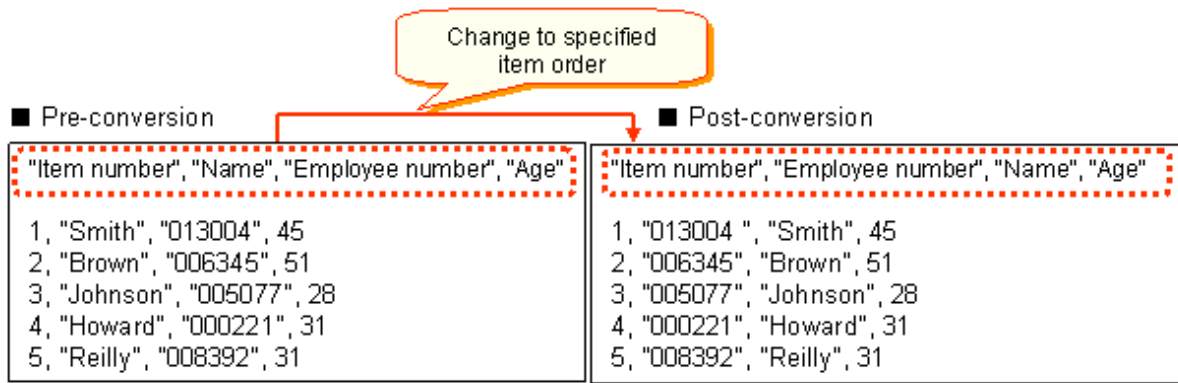 Change to specified
item order
■ Pre-conversion
"Item number", "Name", "Employee number", "Age"
1, "Smith", "013004", 45
2, "Brown", "006345", 51
3, "Johnson", "005077", 28
4, "Howard", "000221", 31
5, "Reilly", "008392", 31
■ Post-conversion
"Item number", "Employee number", "Name", "Age"
1, "013004 ", "Smith", 45
2, "006345", "Brown", 51
3, "005077", "Johnson", 28
4, "000221", "Howard", 31
5, "008392", "Reilly", 31